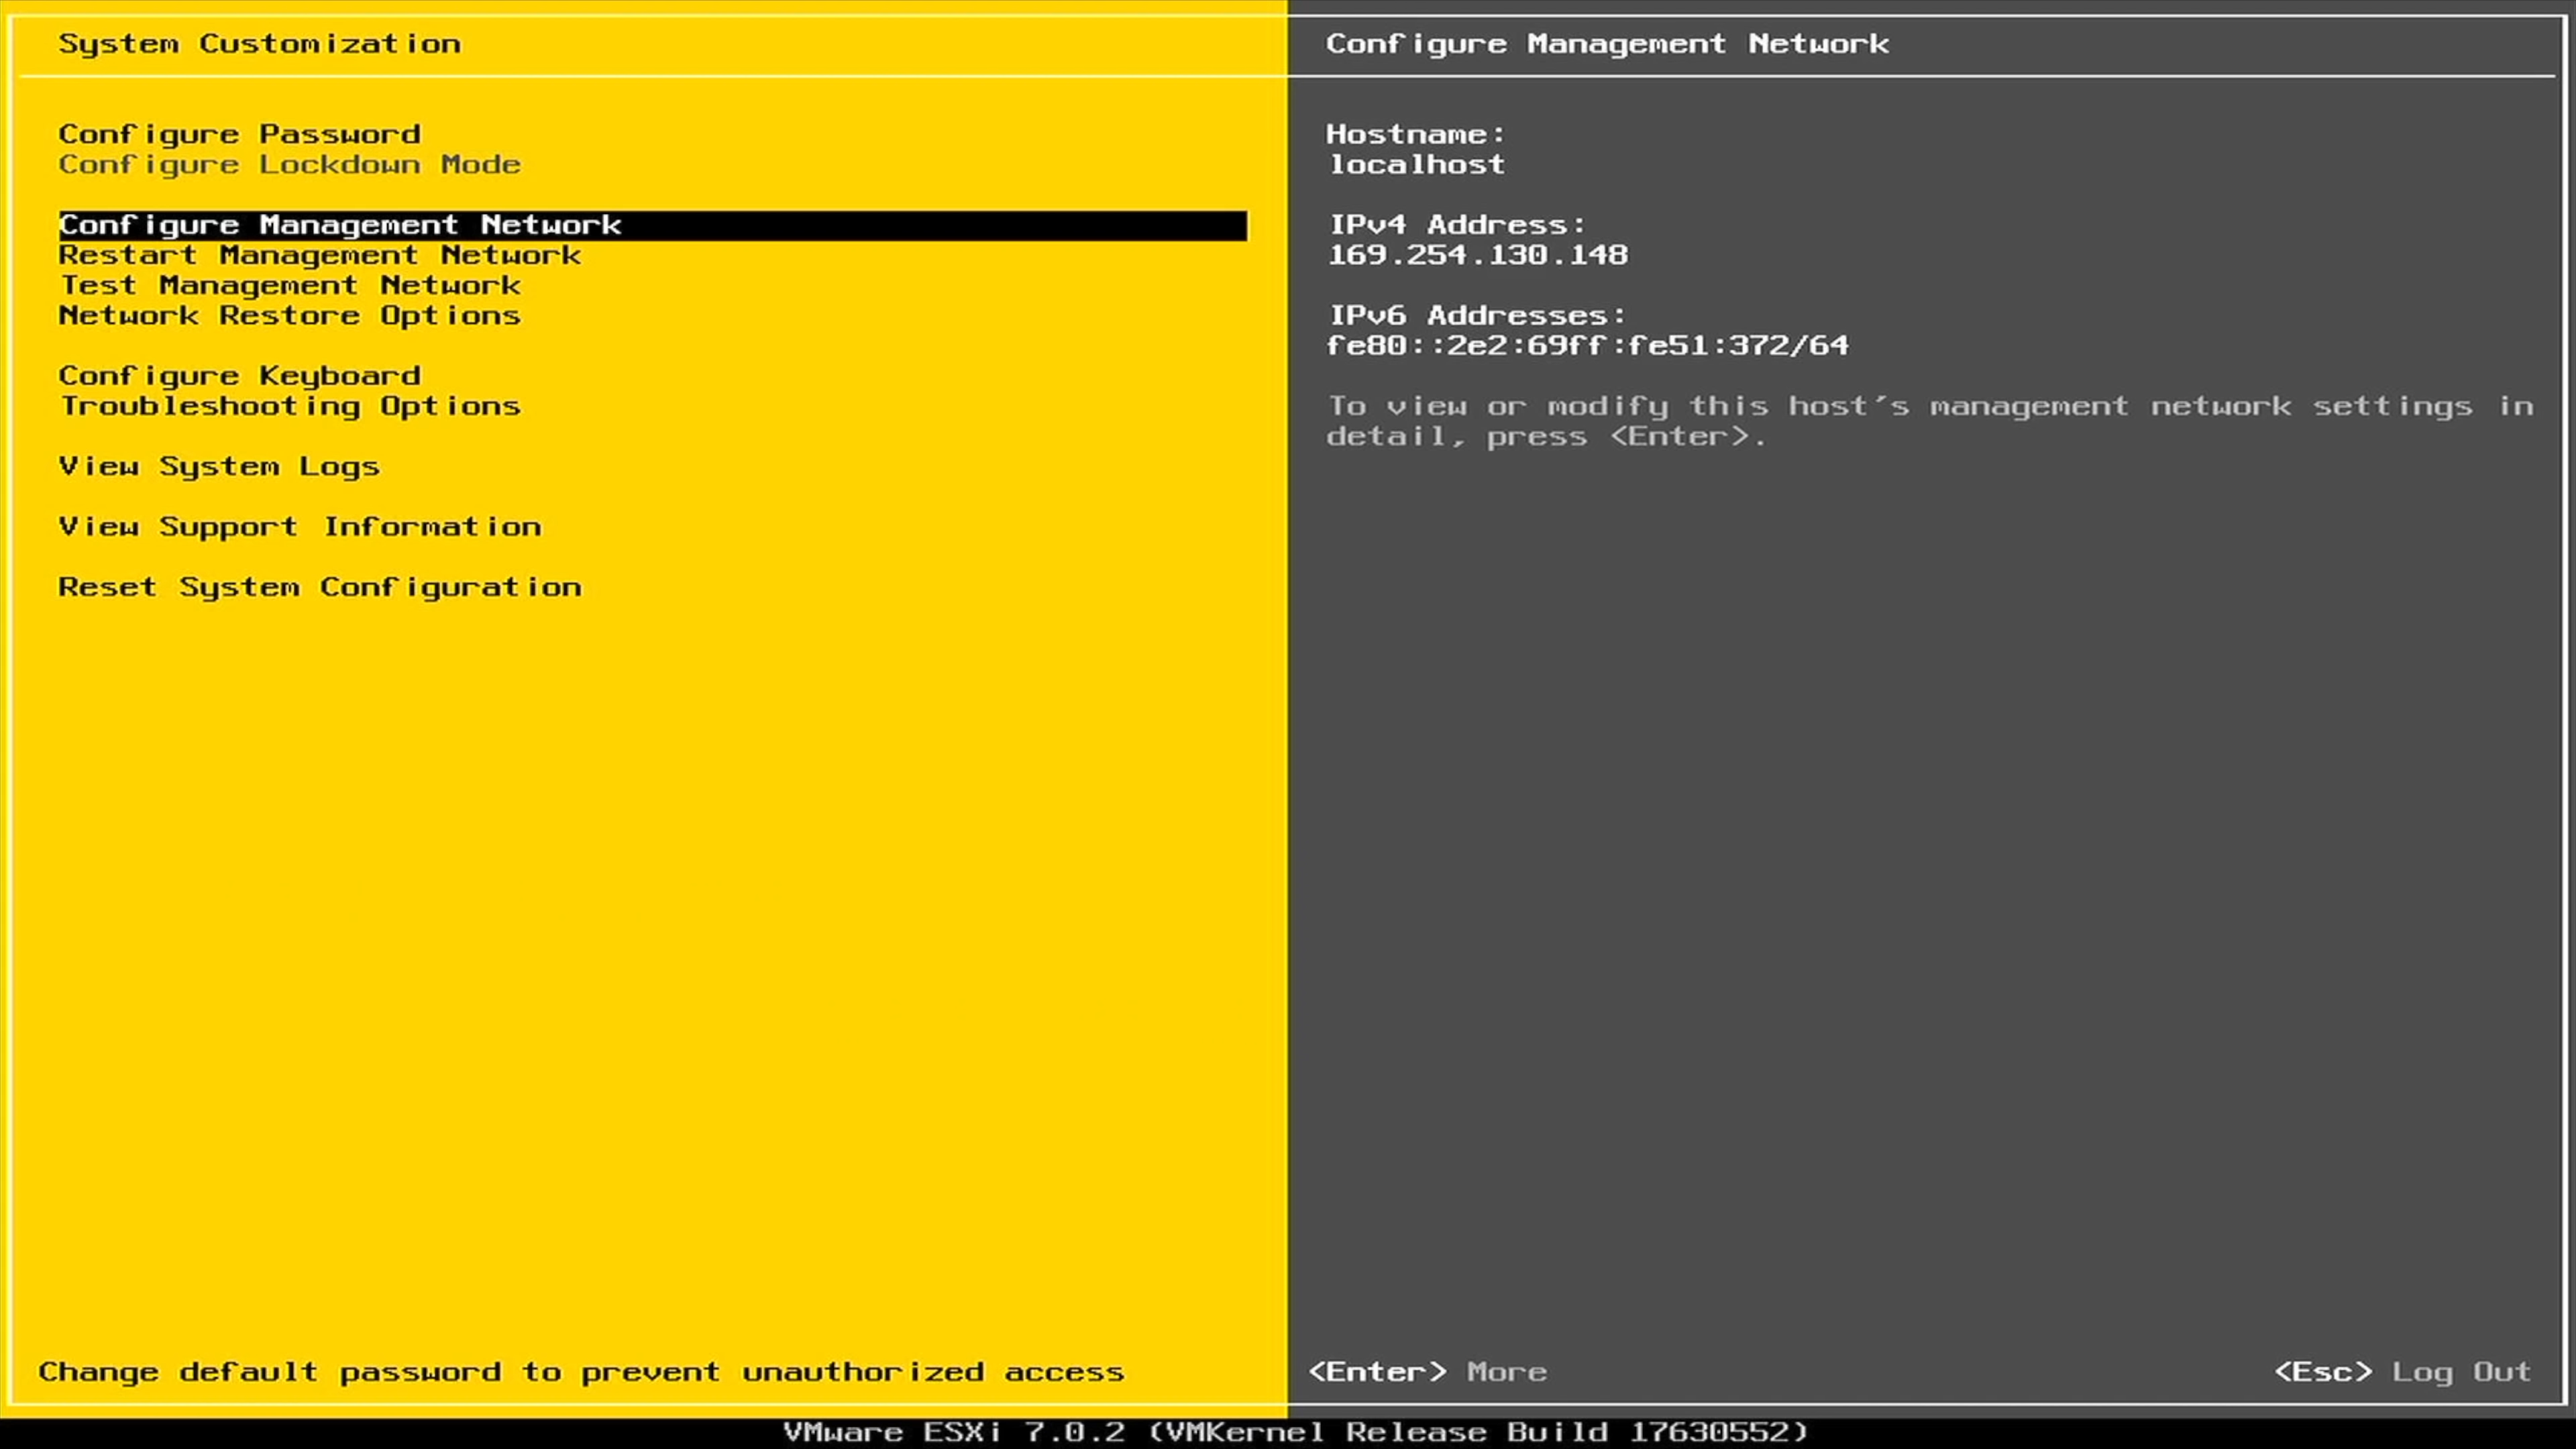 System Customization
Configure Password
Configure Lockdown Mode
Configure Management Network
Restart Management Network
Test Management Network
Network Restore Options
Configure Keyboard
Troubleshooting Options
View System Logs
View Support Information
Reset System Configuration
Change default password to prevent unauthorized access
Configure Management Network
Hostname:
localhost
IPv4 Address:
169.254.130.148
IPv6 Addresses:
fe80::2e2:69ff:fe51:372/64
To view or modify this host's management network settings in
detail, press <Enter>.
<Enter> More
<Esc> Log Out
VMware ESXi 7.0.2 (VMKernel Release Build 17630552)